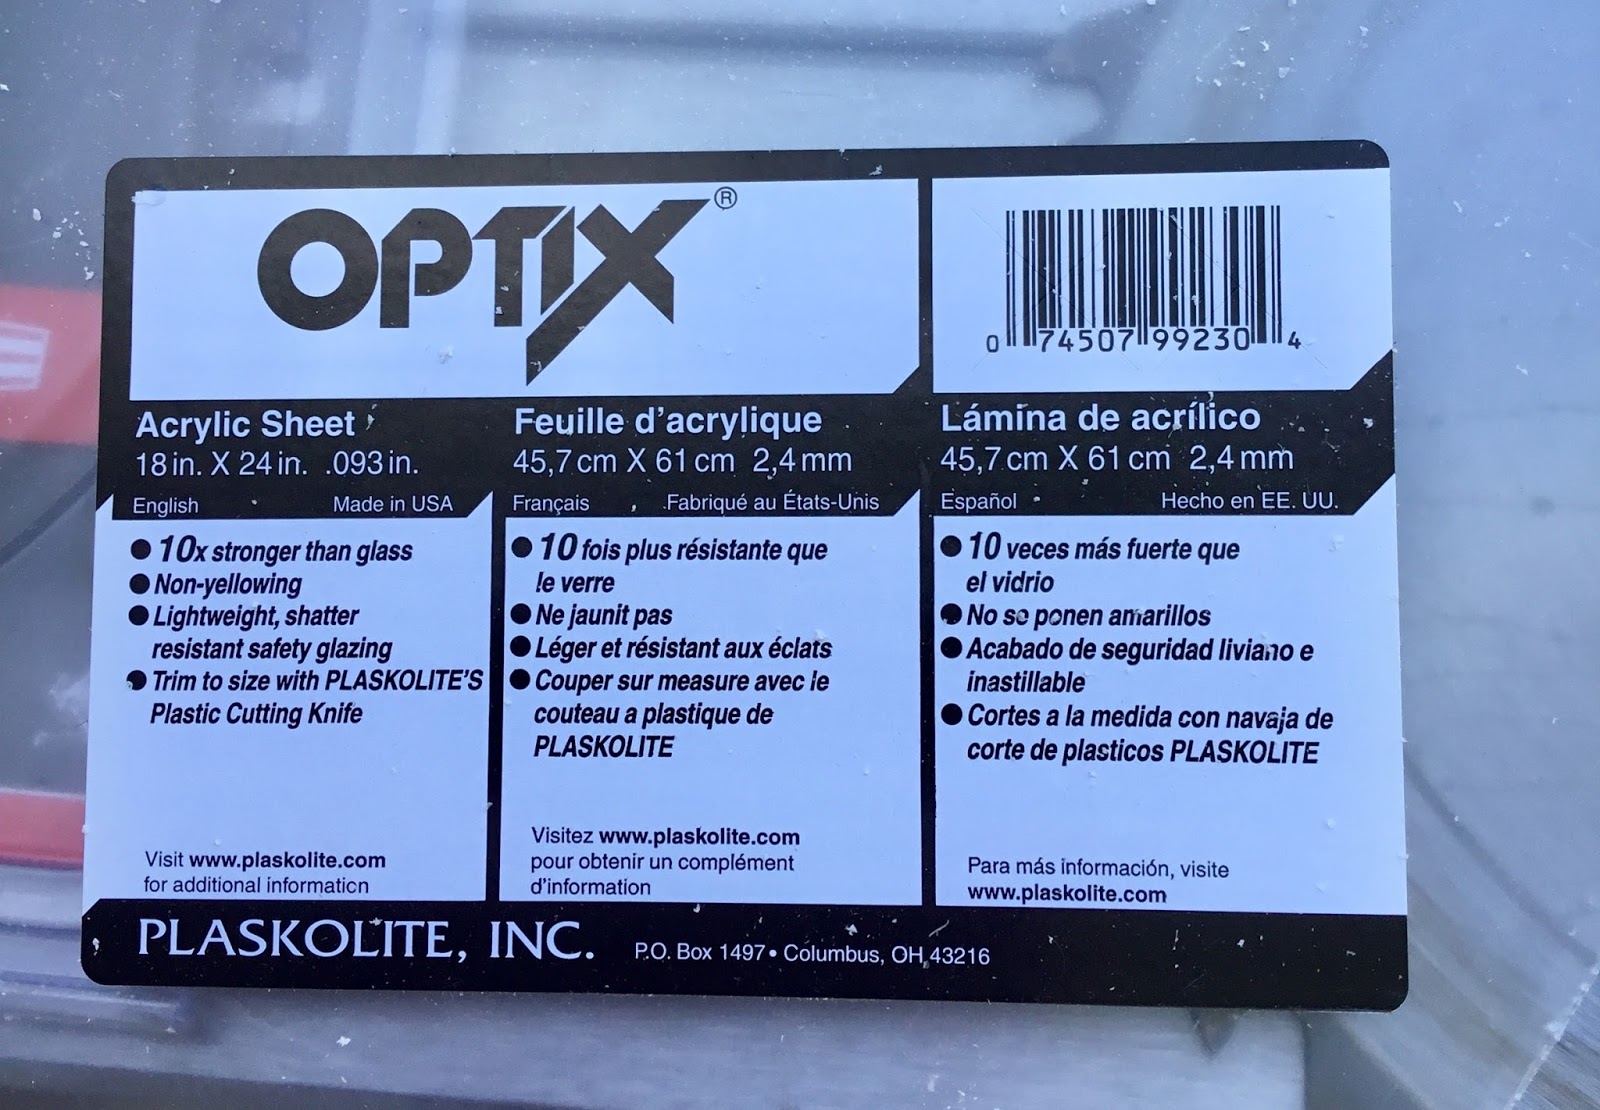 OPTIX®
0 74507 99230 4
Acrylic Sheet
18 in. X 24 in. .093 in.
English Made in USA
● 10x stronger than glass
● Non-yellowing
● Lightweight, shatter
resistant safety glazing
● Trim to size with PLASKOLITE'S
Plastic Cutting Knife
Visit www.plaskolite.com
for additional information
Feuille d'acrylique
45,7 cm X 61 cm 2,4 mm
Français Fabriqué au États-Unis
● 10 fois plus résistante que
le verre
● Ne jaunit pas
● Léger et résistant aux éclats
● Couper sur measure avec le
couteau a plastique de
PLASKOLITE
Visitez www.plaskolite.com
pour obtenir un complément
d'information
Lámina de acrílico
45,7 cm X 61 cm 2,4 mm
Español Hecho en EE. UU.
● 10 veces más fuerte que
el vidrio
● No se ponen amarillos
● Acabado de seguridad liviano e
inastillable
● Cortes a la medida con navaja de
corte de plasticos PLASKOLITE
Para más información, visite
www.plaskolite.com
PLASKOLITE, INC. P.O. Box 1497 • Columbus, OH 43216